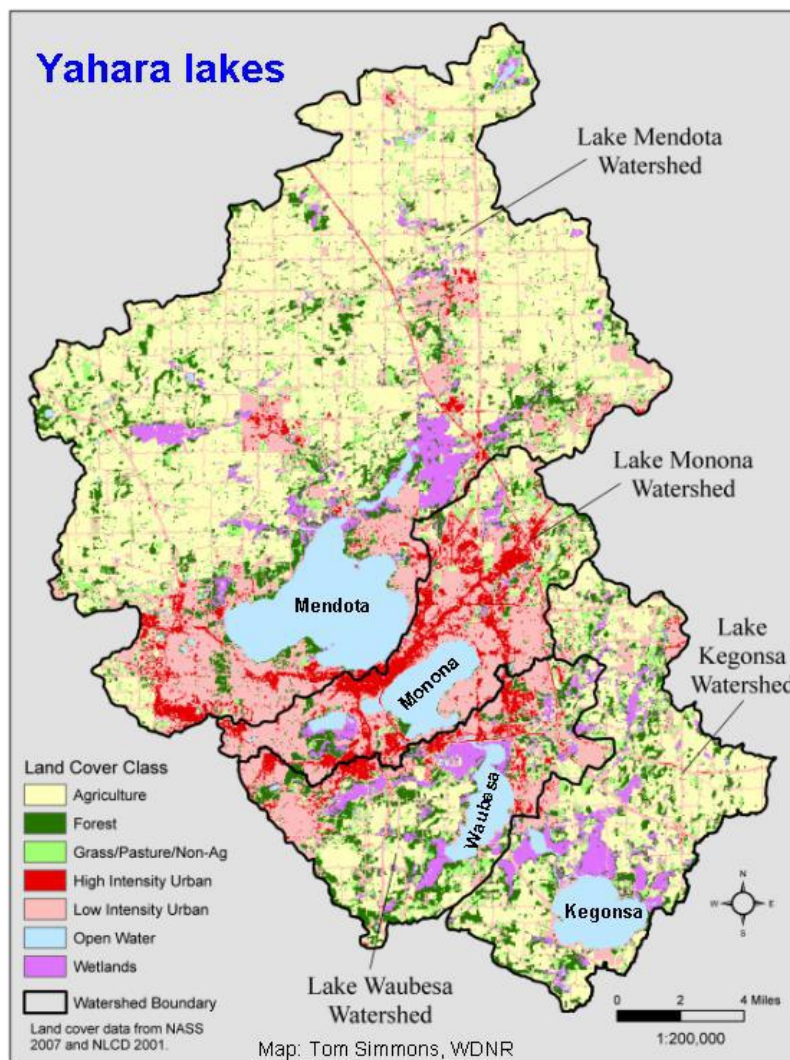 Yahara lakes
Lake Mendota
Watershed
Lake Monona
Watershed
Lake
Kegonsa
Watershed
Mendota
Monona
Waubesa
Kegonsa
Lake Waubesa
Watershed
Land Cover Class
Agriculture
Forest
Grass/Pasture/Non-Ag
High Intensity Urban
Low Intensity Urban
Open Water
Wetlands
Watershed Boundary
Land cover data from NASS
2007 and NLCD 2001.
Map: Tom Simmons, WDNR
N
W E
S
0 2 4 Miles
1:200,000